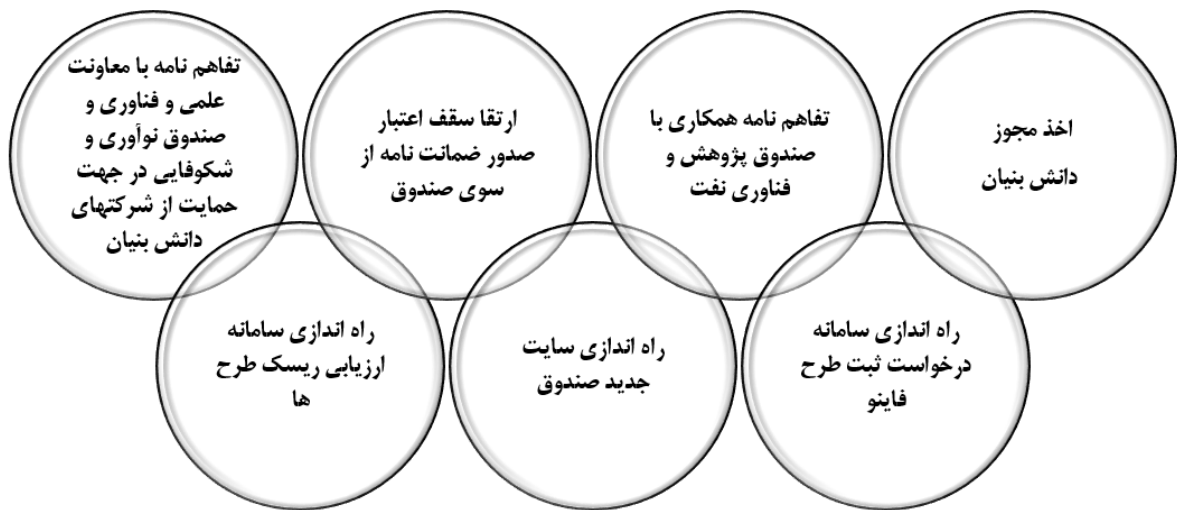 اخذ مجوز
دانش بنیان
راه اندازی سامانه
درخواست ثبت طرح
فاینو
تفاهم نامه همکاری با
صندوق پژوهش و
فناوری نفت
راه اندازی سایت
جدید صندوق
ارتقا سقف اعتبار
صدور ضمانت نامه از
سوی صندوق
راه اندازی سامانه
ارزیابی ریسک طرح
ها
تفاهم نامه با معاونت
علمی و فناوری و
صندوق نوآوری و
شکوفایی در جهت
حمایت از شرکتهای
دانش بنیان